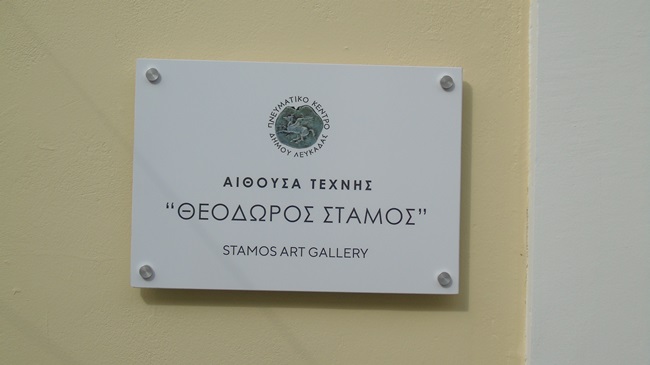 ΠΝΕΥΜΑΤΙΚΟ ΚΕΝΤΡΟ
ΔΗΜΟΥ ΛΕΥΚΑΔΑΣ
ΑΙΘΟΥΣΑ ΤΕΧΝΗΣ
“ΘΕΟΔΩΡΟΣ ΣΤΑΜΟΣ”
STAMOS ART GALLERY